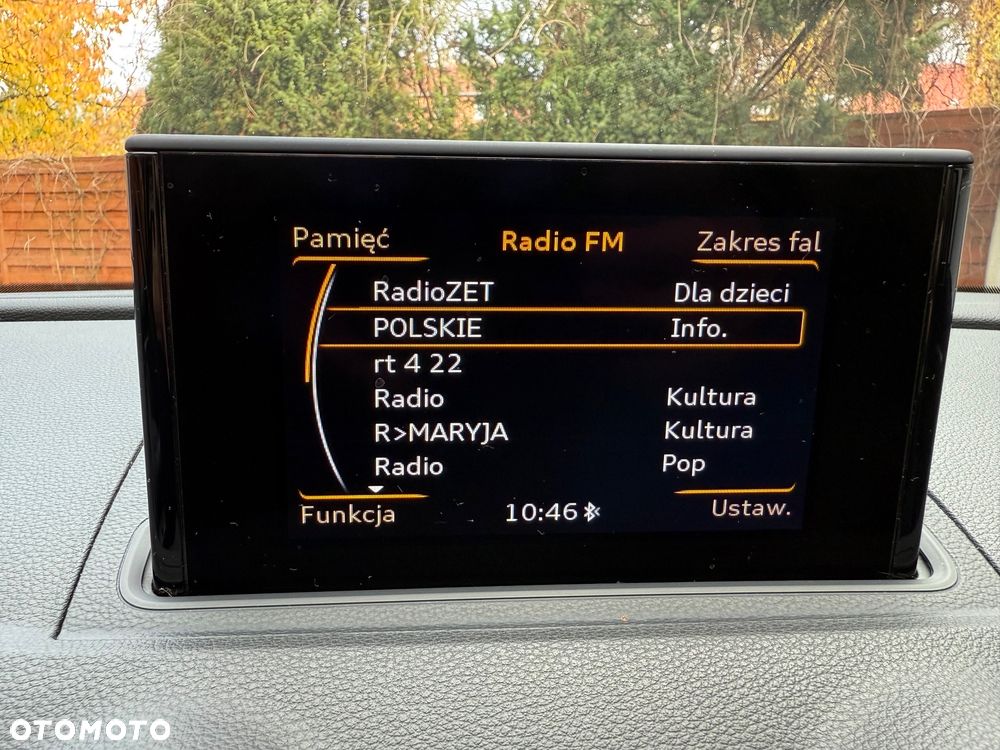 Pamięć Radio FM Zakres fal
RadioZET Dla dzieci
POLSKIE Info.
rt 4 22
Radio Kultura
R>MARYJA Kultura
Radio Pop
Funkcja 10:46 Ustaw.
OTOMOTO